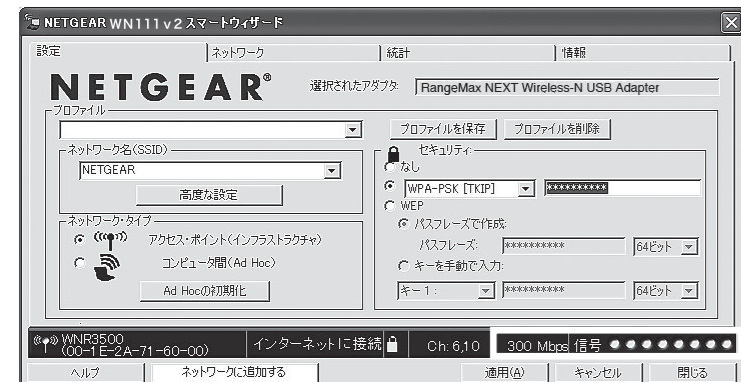 NETGEAR WN111v2 スマートウィザード
設定 ネットワーク 統計 情報
NETGEAR® 選択されたアダプタ: RangeMax NEXT Wireless-N USB Adapter
プロファイル
プロファイルを保存 プロファイルを削除
ネットワーク名(SSID)
NETGEAR
高度な設定
ネットワーク・タイプ
アクセス・ポイント(インフラストラクチャ)
コンピュータ間(Ad Hoc)
Ad Hocの初期化
セキュリティ:
なし
WPA-PSK [TKIP] **********
WEP
パスフレーズで作成:
パスフレーズ: ********** 64ビット
キーを手動で入力:
キー1: ********** 64ビット
WNR3500
(00-1E-2A-71-60-00)
インターネットに接続 Ch: 6,10 300 Mbps 信号
ヘルプ ネットワークに追加する 適用(A) キャンセル 閉じる